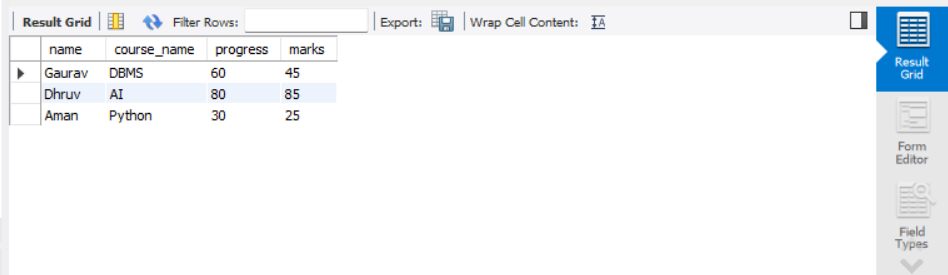 Result Grid Filter Rows: Export: Wrap Cell Content:
name course_name progress marks
Gaurav DBMS 60 45
Dhruv AI 80 85
Aman Python 30 25
Result
Grid
Form
Editor
Field
Types